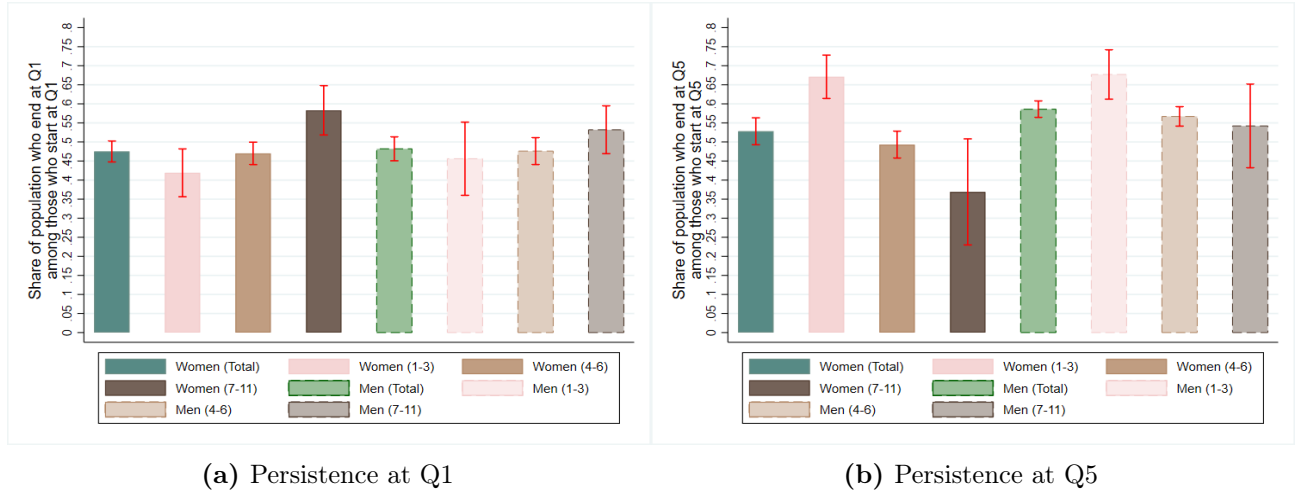 Share of population who end at Q1
among those who start at Q1
0 .05 .1 .15 .2 .25 .3 .35 .4 .45 .5 .55 .6 .65 .7 .75 .8
Women (Total) Women (1-3) Women (4-6)
Women (7-11) Men (Total) Men (1-3)
Men (4-6) Men (7-11)
(a) Persistence at Q1
Share of population who end at Q5
among those who start at Q5
0 .05 .1 .15 .2 .25 .3 .35 .4 .45 .5 .55 .6 .65 .7 .75 .8
Women (Total) Women (1-3) Women (4-6)
Women (7-11) Men (Total) Men (1-3)
Men (4-6) Men (7-11)
(b) Persistence at Q5